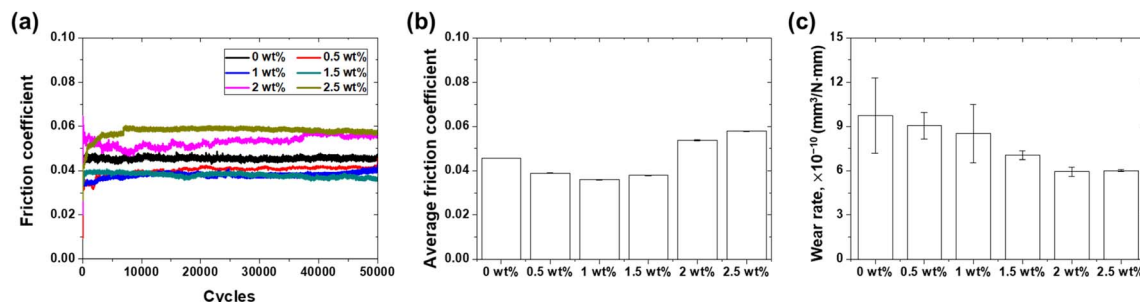 (a)
Friction coefficient
0.10
0.08
0.06
0.04
0.02
0.00
0 wt% 0.5 wt%
1 wt% 1.5 wt%
2 wt% 2.5 wt%
0 10000 20000 30000 40000 50000
Cycles
(b)
Average friction coefficient
0.10
0.08
0.06
0.04
0.02
0.00
0 wt% 0.5 wt% 1 wt% 1.5 wt% 2 wt% 2.5 wt%
(c)
Wear rate, ×10⁻¹⁰ (mm³/N·mm)
15
12
9
6
3
0
0 wt% 0.5 wt% 1 wt% 1.5 wt% 2 wt% 2.5 wt%